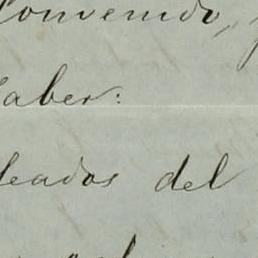 Convenido,
saber:
leados del